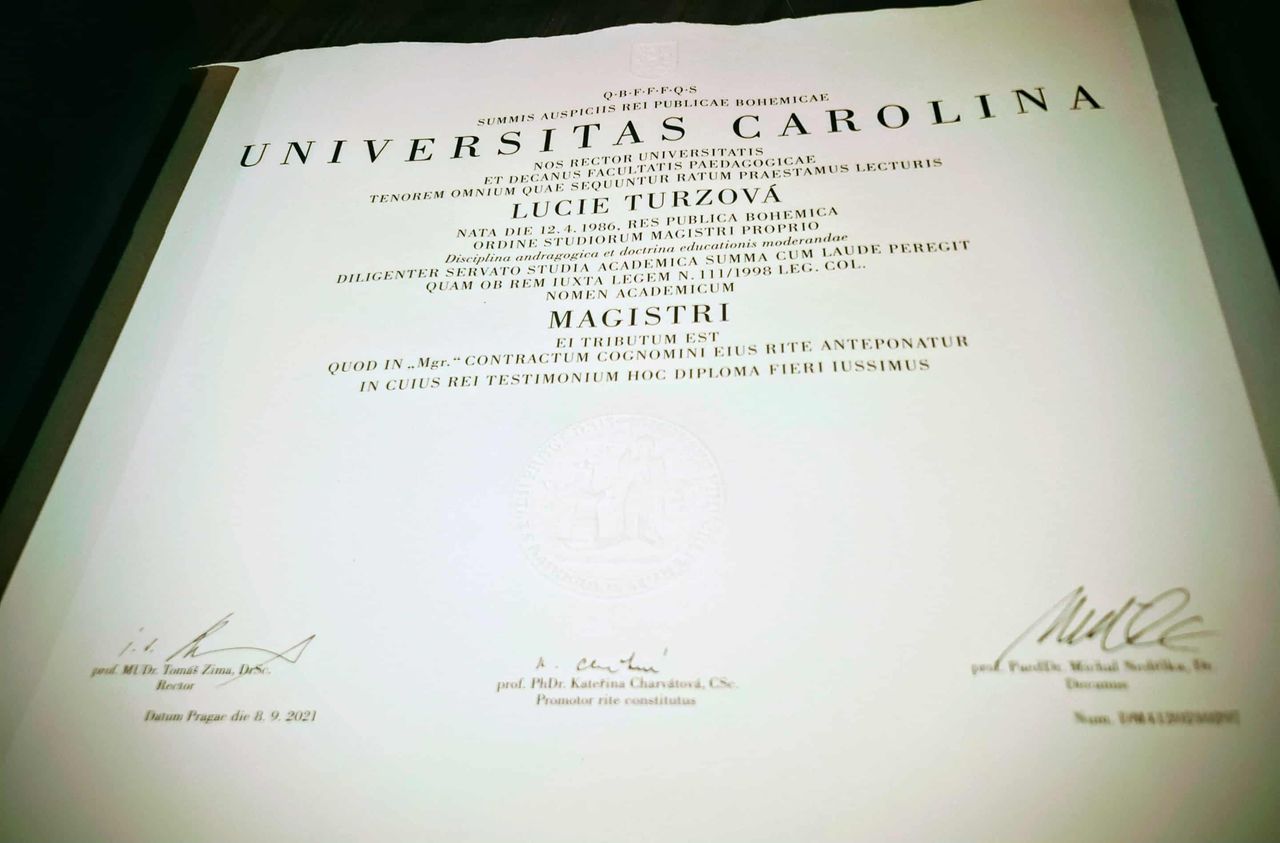 Q·B·F·F·F·Q·S
SUMMIS AUSPICIIS REI PUBLICAE BOHEMICAE
UNIVERSITAS CAROLINA
NOS RECTOR UNIVERSITATIS
ET DECANUS FACULTATIS PAEDAGOGICAE
TENOREM OMNIUM QUAE SEQUUNTUR RATUM PRAESTAMUS LECTURIS
LUCIE TURZOVÁ
NATA DIE 12. 4. 1986, RES PUBLICA BOHEMICA
ORDINE STUDIORUM MAGISTRI PROPRIO
Disciplina andragogica et doctrina educationis moderandae
DILIGENTER SERVATO STUDIA ACADEMICA SUMMA CUM LAUDE PEREGIT
QUAM OB REM IUXTA LEGEM N. 111/1998 LEG. COL.
NOMEN ACADEMICUM
MAGISTRI
EI TRIBUTUM EST
QUOD IN „Mgr.“ CONTRACTUM COGNOMINI EIUS RITE ANTEPONATUR
IN CUIUS REI TESTIMONIUM HOC DIPLOMA FIERI IUSSIMUS
prof. MUDr. Tomáš Zima, DrSc.
Rector
Datum Pragae die 8. 9. 2021
prof. PhDr. Kateřina Charvátová, CSc.
Promotor rite constitutus
prof. PaedDr. Michal
Decanus
Num.